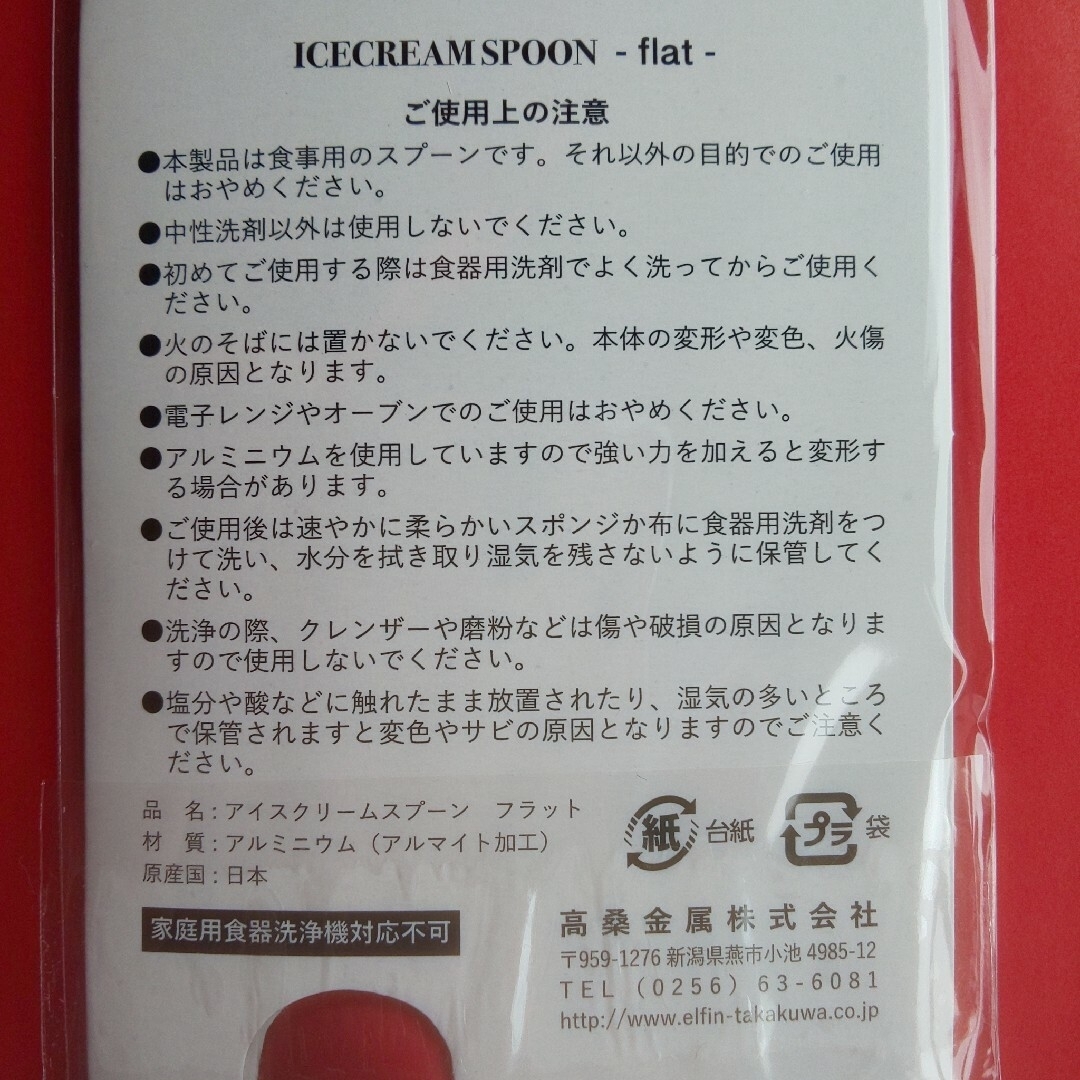 ICECREAM SPOON - flat -
ご使用上の注意
●本製品は食事用のスプーンです。それ以外の目的でのご使用
はおやめください。
●中性洗剤以外は使用しないでください。
●初めてご使用する際は食器用洗剤でよく洗ってからご使用く
ださい。
●火のそばには置かないでください。本体の変形や変色、火傷
の原因となります。
●電子レンジやオーブンでのご使用はおやめください。
●アルミニウムを使用していますので強い力を加えると変形す
る場合があります。
●ご使用後は速やかに柔らかいスポンジか布に食器用洗剤をつ
けて洗い、水分を拭き取り湿気を残さないように保管してく
ださい。
●洗浄の際、クレンザーや磨粉などは傷や破損の原因となりま
すので使用しないでください。
●塩分や酸などに触れたまま放置されたり、湿気の多いところ
で保管されますと変色やサビの原因となりますのでご注意く
ださい。
品 名:アイスクリームスプーン フラット
材 質:アルミニウム(アルマイト加工)
原産国:日本
紙 台紙 プラ 袋
家庭用食器洗浄機対応不可
高桑金属株式会社
〒959-1276 新潟県燕市小池 4985-12
TEL (0256) 63-6081
http://www.elfin-takakuwa.co.jp